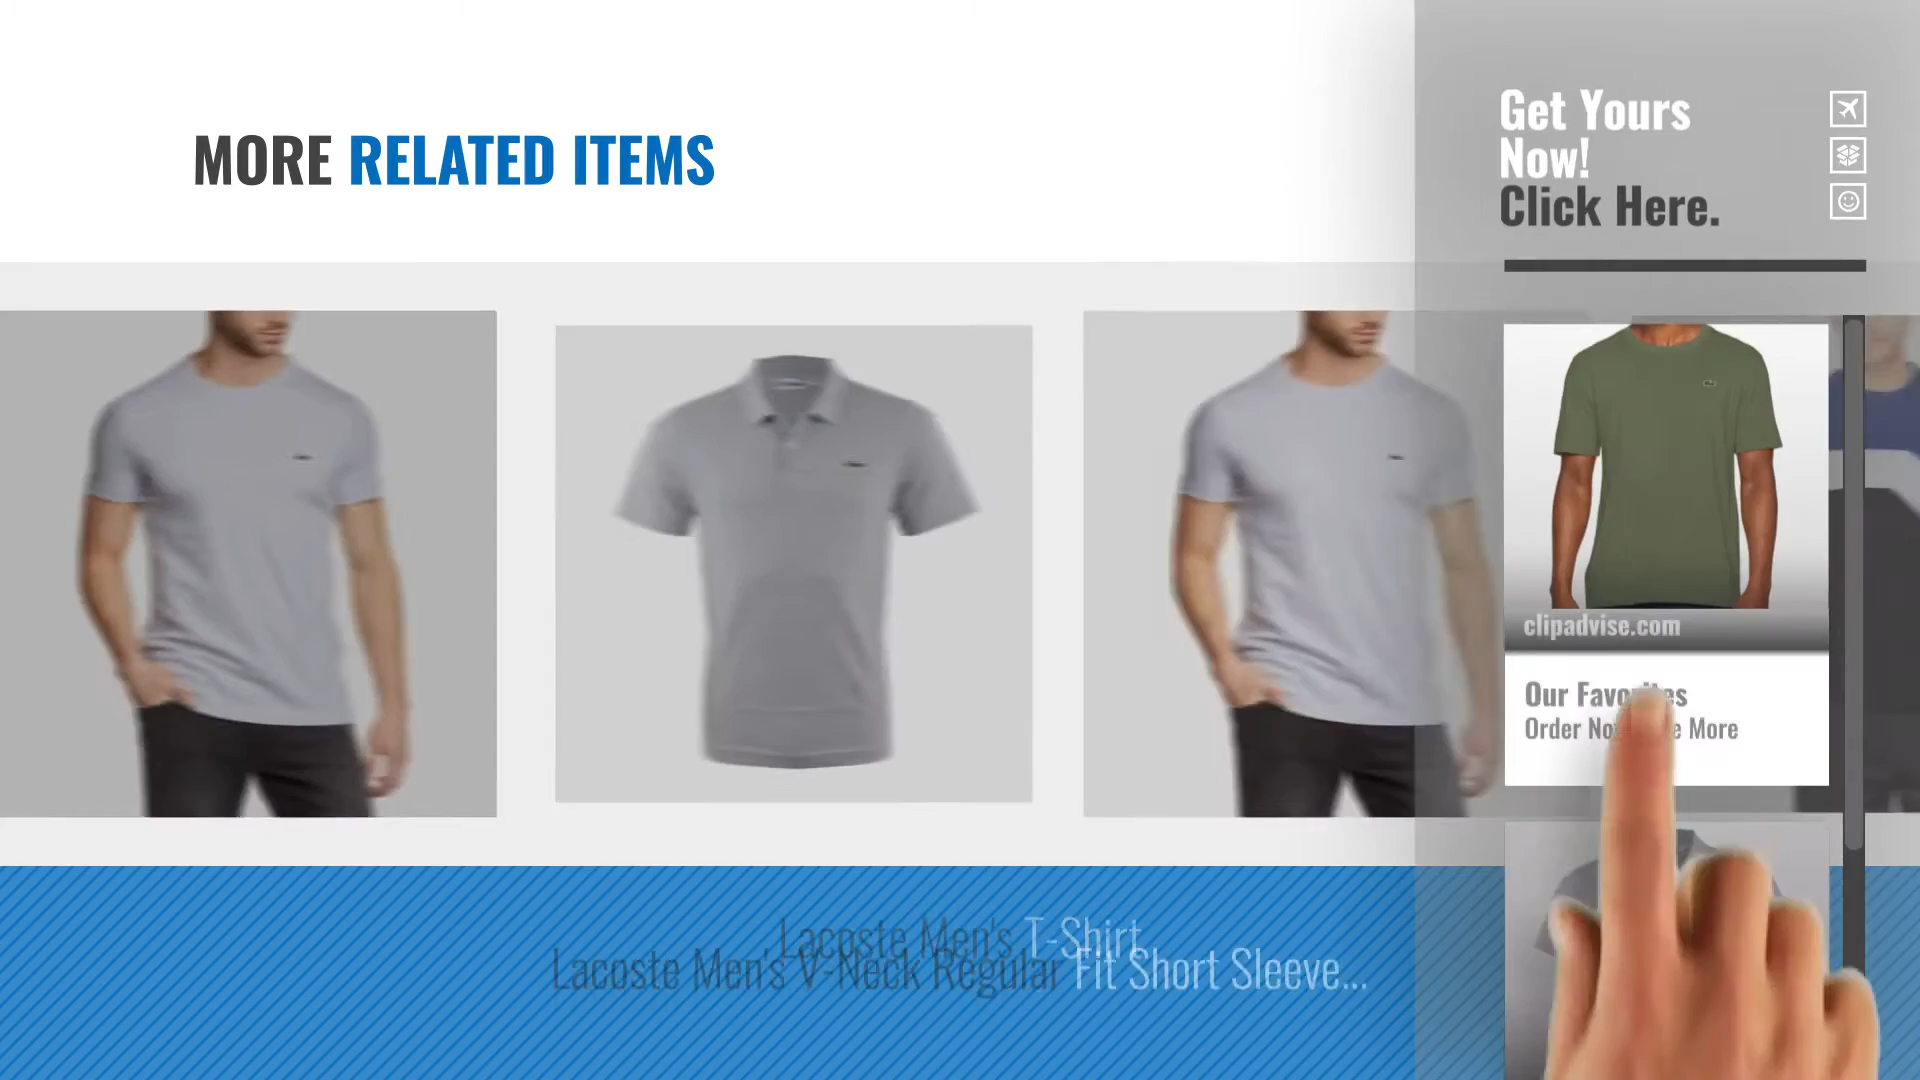 MORE RELATED ITEMS
Get Yours
Now!
Click Here.
clipadvise.com
Our Favorites
Order More
Lacoste Men's T-Shirt
Lacoste Men's V-Neck Regular Fit Short Sleeve...